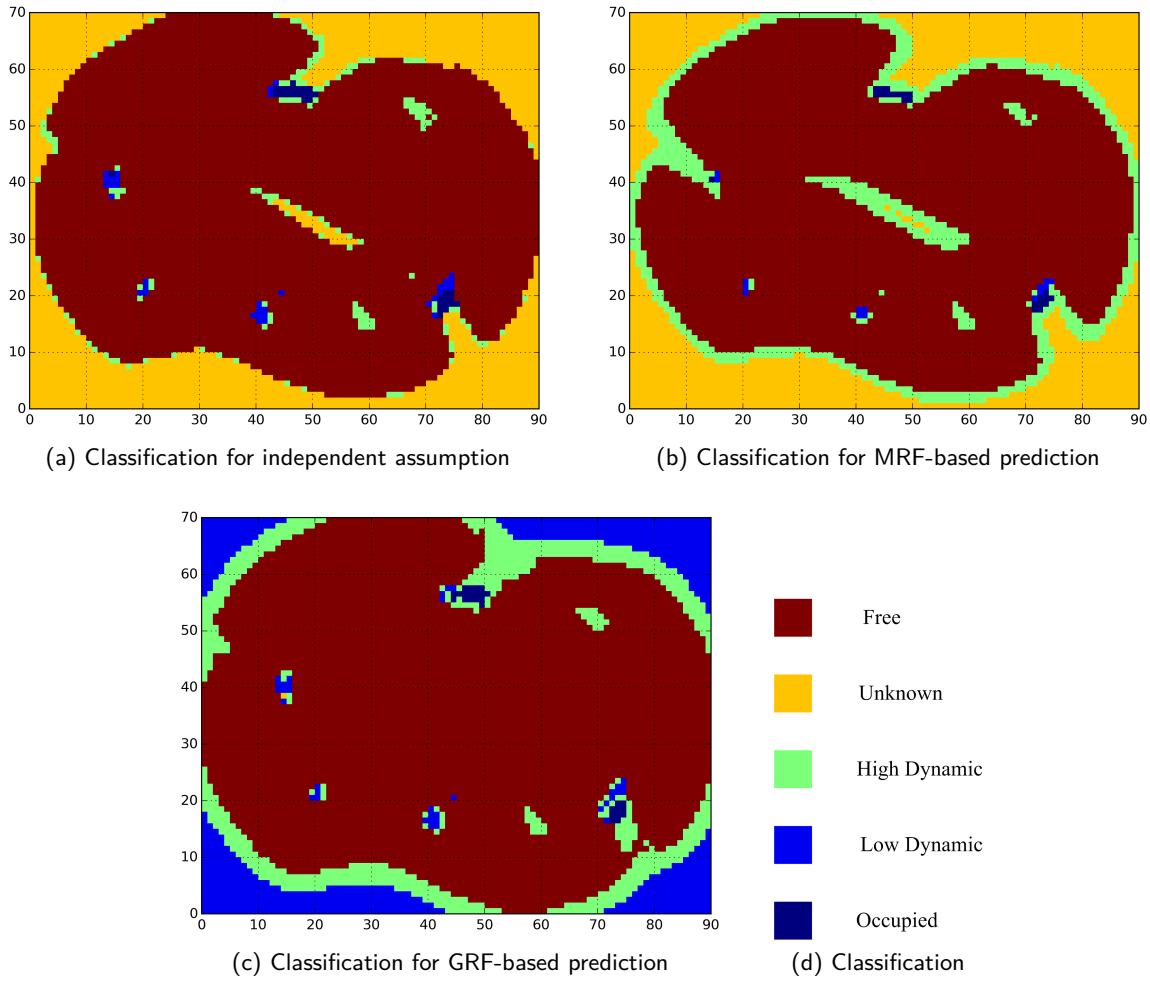 70
60
50
40
30
20
10
0
0 10 20 30 40 50 60 70 80 90
(a) Classification for independent assumption
70
60
50
40
30
20
10
0
0 10 20 30 40 50 60 70 80 90
(b) Classification for MRF-based prediction
70
60
50
40
30
20
10
0
0 10 20 30 40 50 60 70 80 90
(c) Classification for GRF-based prediction
Free
Unknown
High Dynamic
Low Dynamic
Occupied
(d) Classification